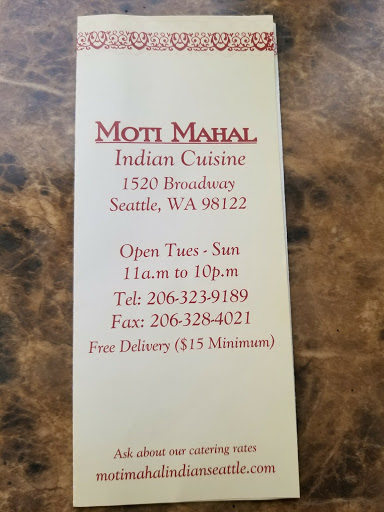 MOTI MAHAL
Indian Cuisine
1520 Broadway
Seattle, WA 98122
Open Tues - Sun
11a.m to 10p.m
Tel: 206-323-9189
Fax: 206-328-4021
Free Delivery ($15 Minimum)
Ask about our catering rates
motimahalindianseattle.com